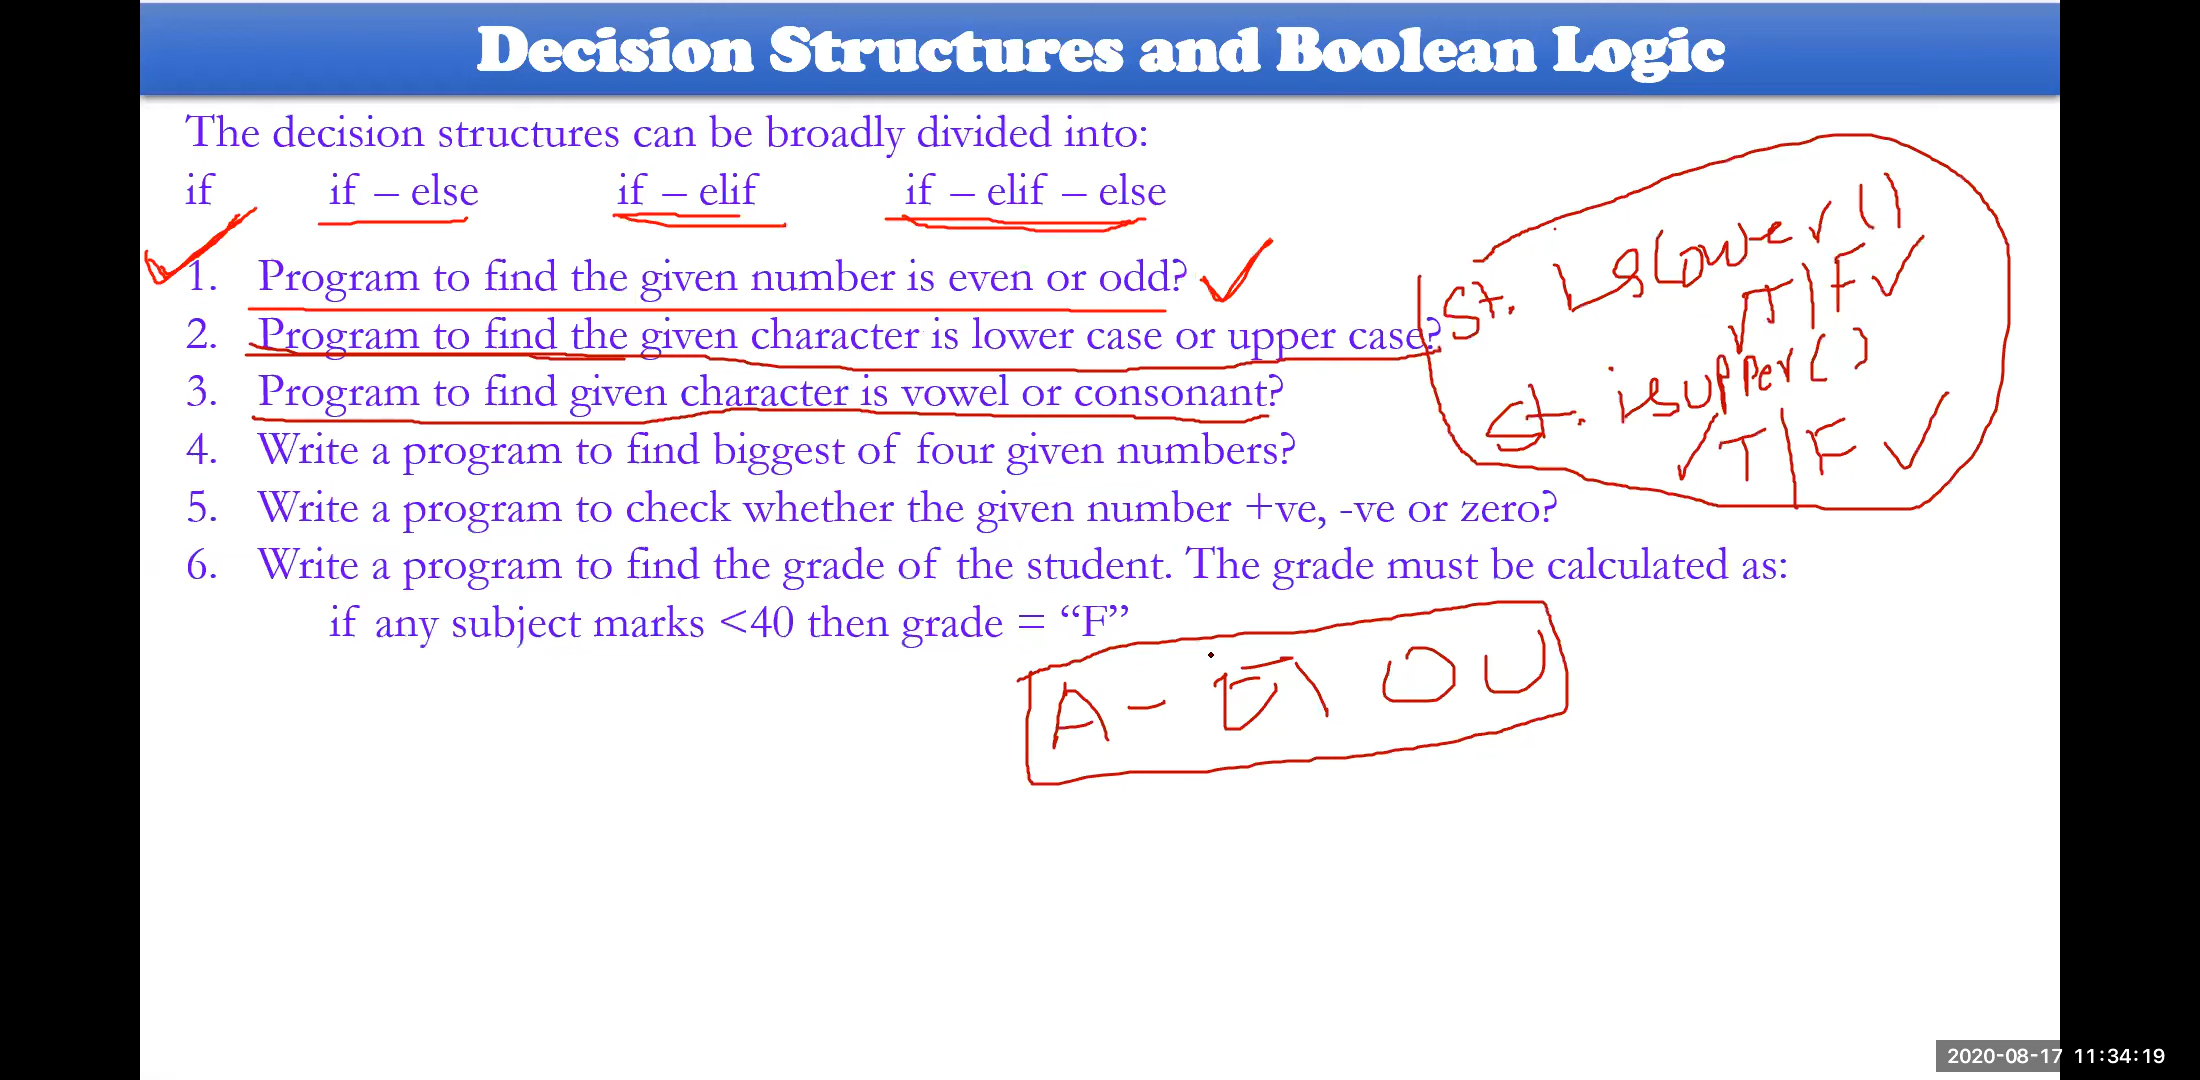 Decision Structures and Boolean Logic
The decision structures can be broadly divided into:
if if – else if – elif if – elif – else
1. Program to find the given number is even or odd?
2. Program to find the given character is lower case or upper case?
3. Program to find given character is vowel or consonant?
4. Write a program to find biggest of four given numbers?
5. Write a program to check whether the given number +ve, -ve or zero?
6. Write a program to find the grade of the student. The grade must be calculated as:
if any subject marks <40 then grade = “F”
St. islower()
T|F
St. isupper()
T|F
A - E I O U
2020-08-17 11:34:19